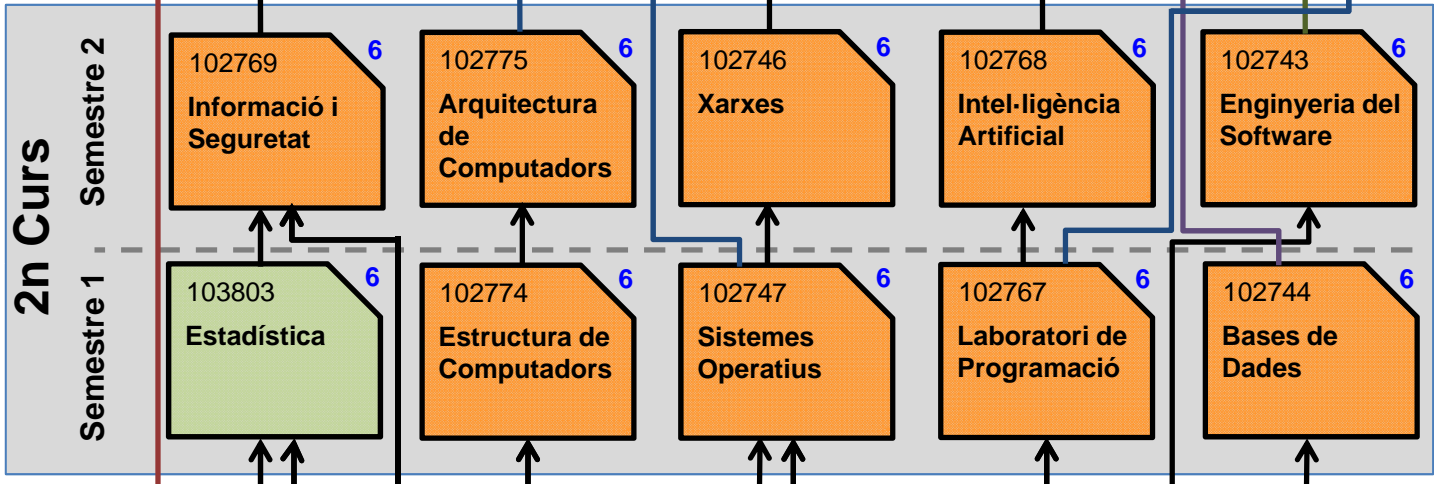 2n Curs
Semestre 2
102769
6
Informació i
Seguretat
102775
6
Arquitectura
de
Computadors
102746
6
Xarxes
102768
6
Intel·ligència
Artificial
102743
6
Enginyeria del
Software
Semestre 1
103803
6
Estadística
102774
6
Estructura de
Computadors
102747
6
Sistemes
Operatius
102767
6
Laboratori de
Programació
102744
6
Bases de
Dades